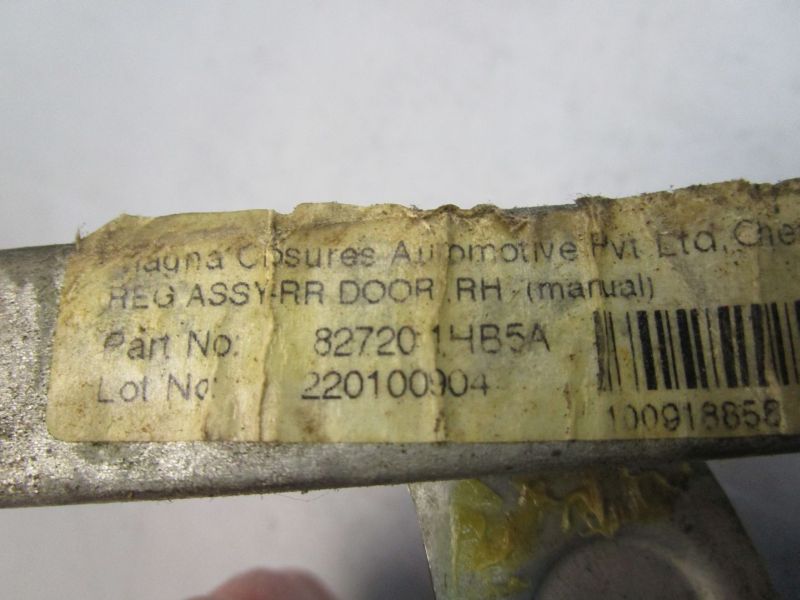 Magna Closures Automotive Pvt Ltd, Che
REG ASSY-RR DOOR ,RH (manual)
Part No: 82720 1HB5A
Lot No: 220100904
100918858